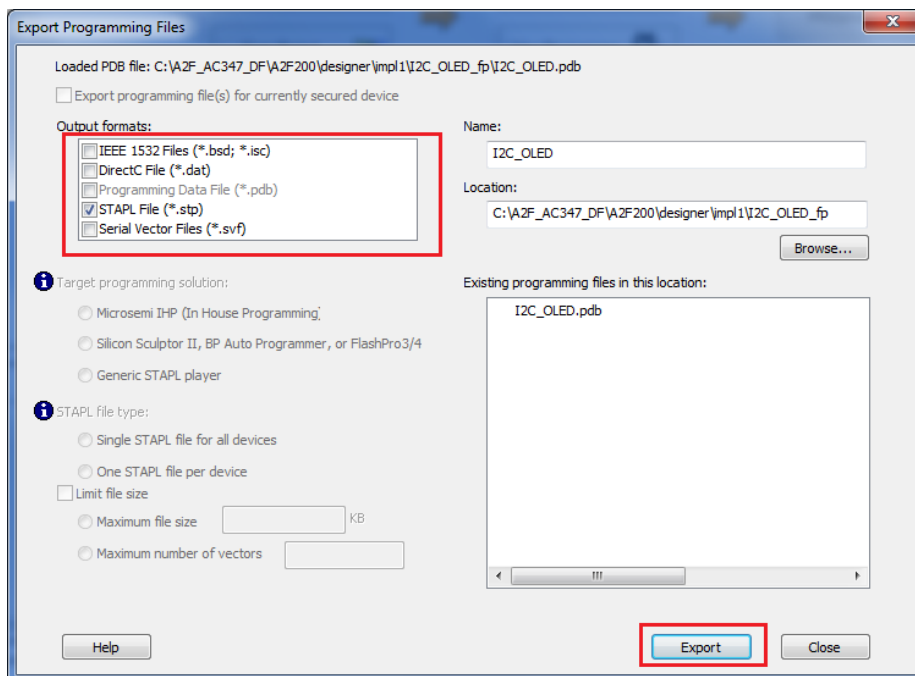 Export Programming Files
Loaded PDB file: C:\A2F_AC347_DF\A2F200\designer\impl1\I2C_OLED_fp\I2C_OLED.pdb
Export programming file(s) for currently secured device
Output formats:
IEEE 1532 Files (*.bsd; *.isc)
DirectC File (*.dat)
Programming Data File (*.pdb)
STAPL File (*.stp)
Serial Vector Files (*.svf)
Name:
I2C_OLED
Location:
C:\A2F_AC347_DF\A2F200\designer\impl1\I2C_OLED_fp
Browse...
Target programming solution:
Microsemi IHP (In House Programming)
Silicon Sculptor II, BP Auto Programmer, or FlashPro3/4
Generic STAPL player
STAPL file type:
Single STAPL file for all devices
One STAPL file per device
Limit file size
Maximum file size KB
Maximum number of vectors
Existing programming files in this location:
I2C_OLED.pdb
Help
Export
Close